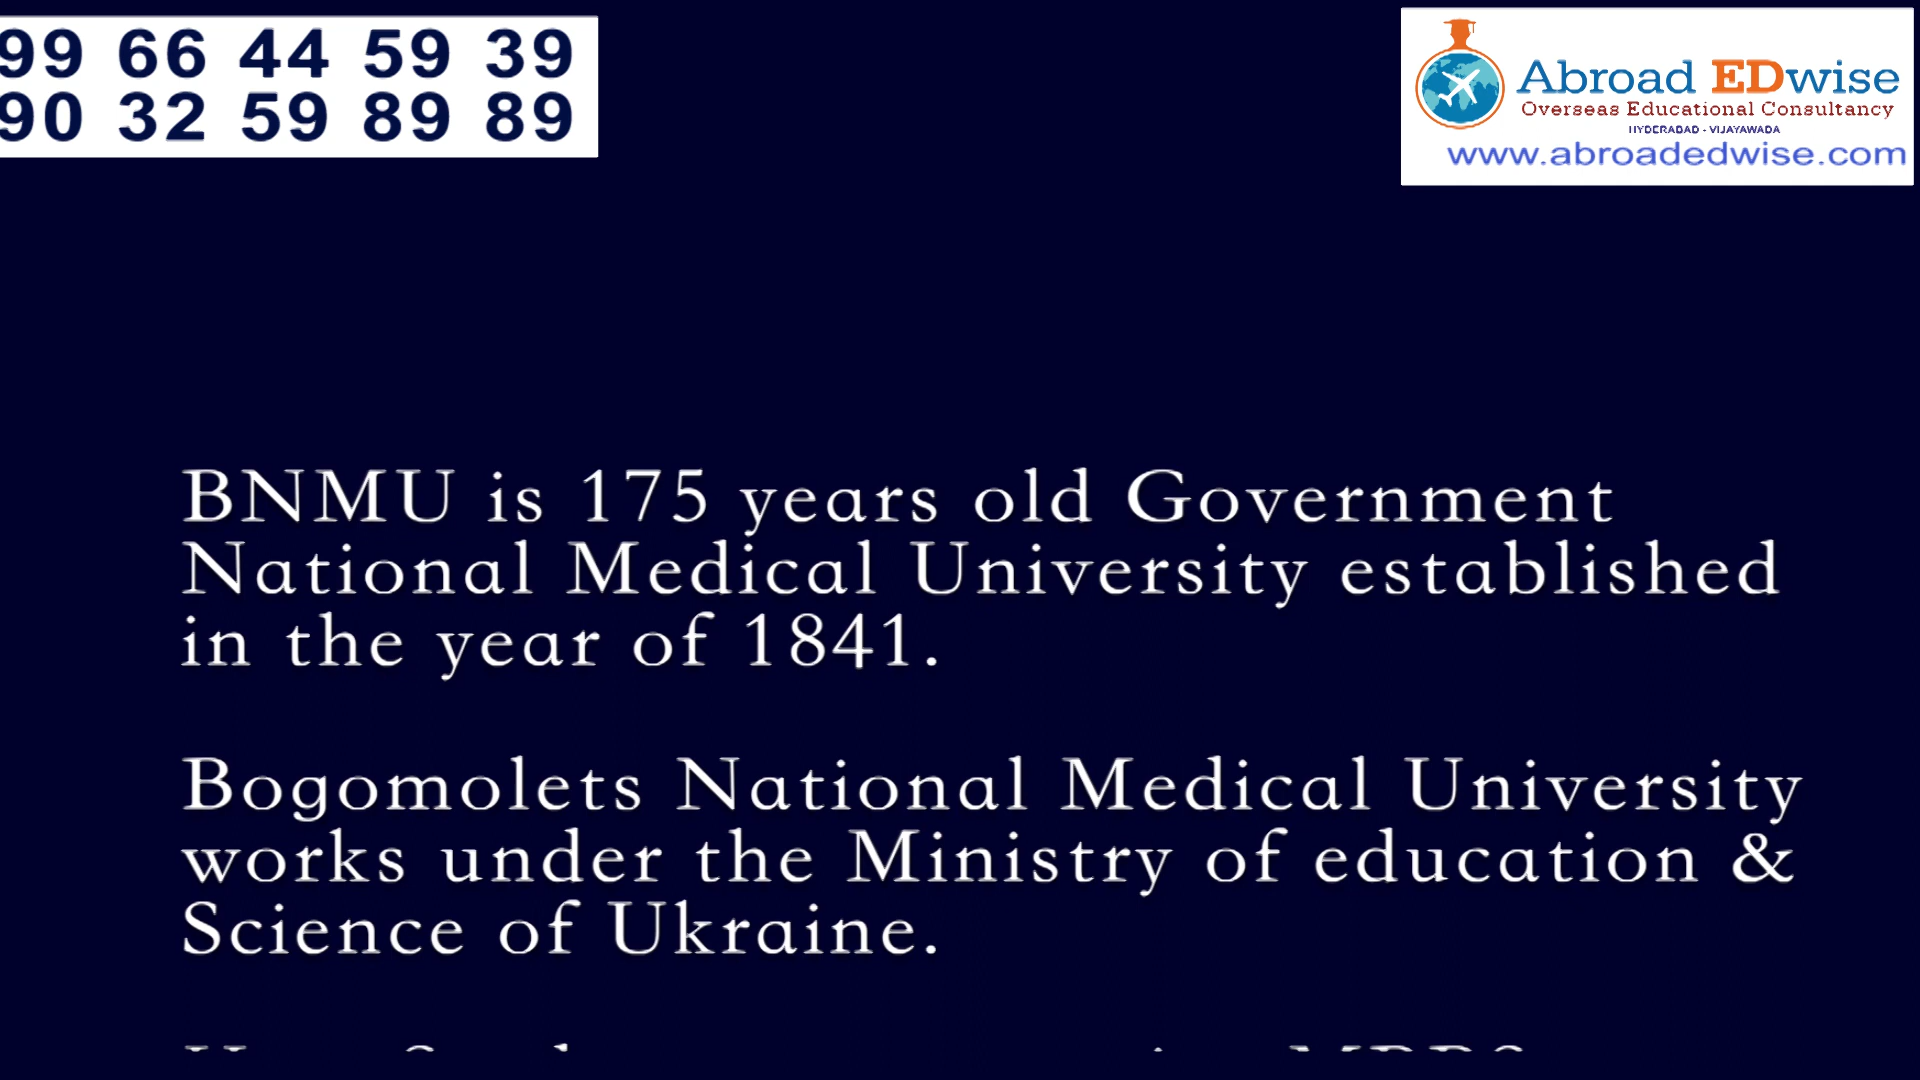 99 66 44 59 39
90 32 59 89 89
Abroad EDwise
Overseas Educational Consultancy
HYDERABAD - VIJAYAWADA
www.abroadedwise.com
BNMU is 175 years old Government
National Medical University established
in the year of 1841.
Bogomolets National Medical University
works under the Ministry of education &
Science of Ukraine.